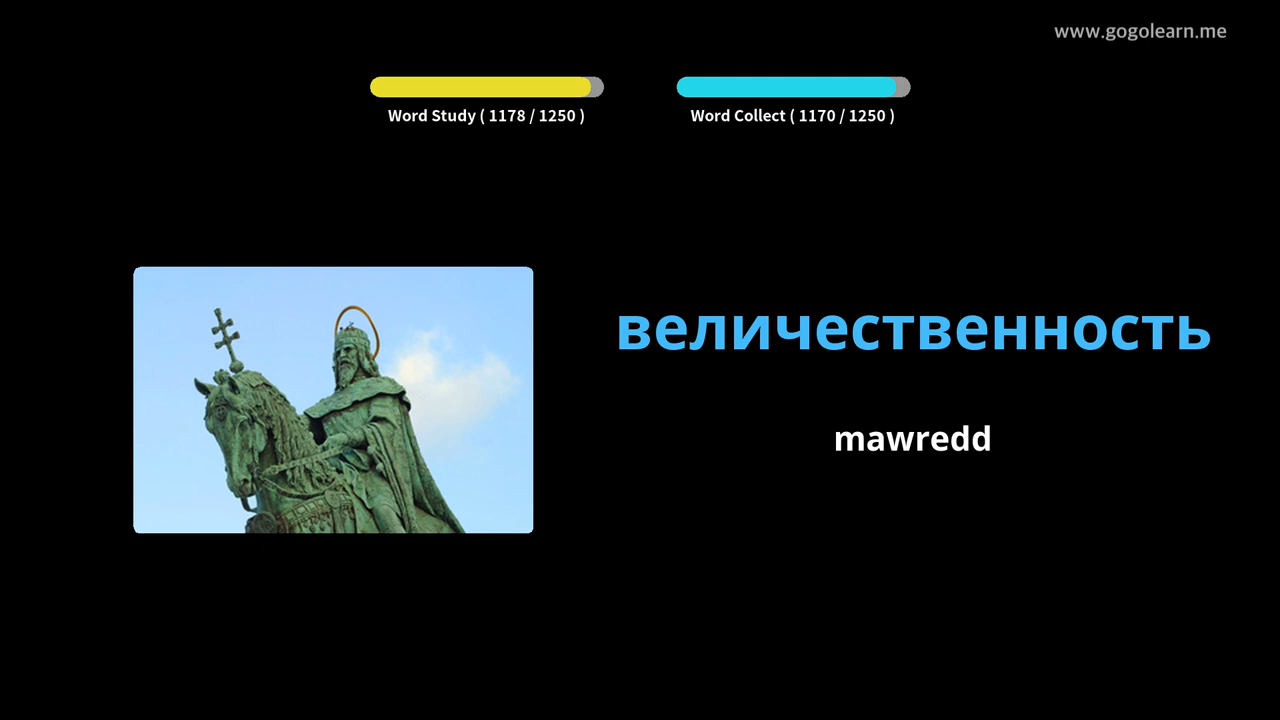 www.gogolearn.me
Word Study ( 1178 / 1250 )
Word Collect ( 1170 / 1250 )
величественность
mawredd